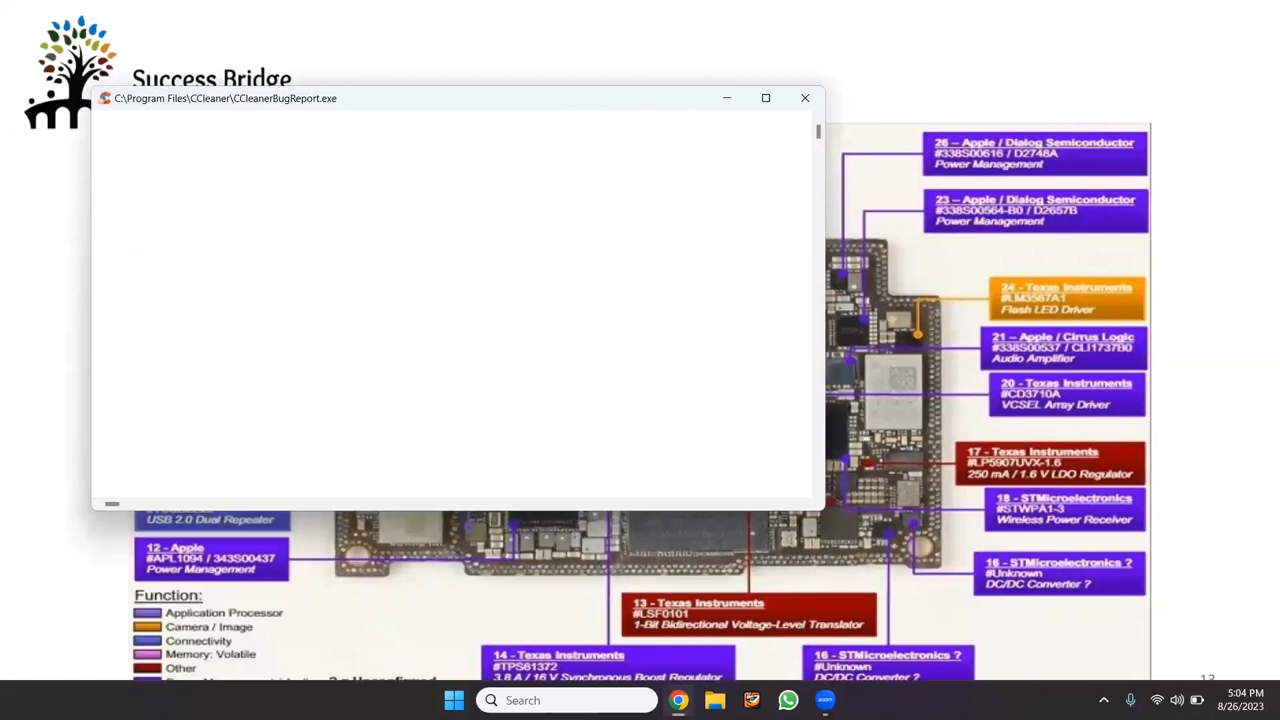 Success Bridge
C:\Program Files\CCleaner\CCleanerBugReport.exe
26 – Apple / Dialog Semiconductor
#338S00616 / D2748A
Power Management
23 – Apple / Dialog Semiconductor
#338S00564-B0 / D2657B
Power Management
24 - Texas Instruments
#LM3567A1
Flash LED Driver
21 – Apple / Cirrus Logic
#338S00537 / CLI1737B0
Audio Amplifier
20 - Texas Instruments
#CD3710A
VCSEL Array Driver
17 - Texas Instruments
#LP5907UVX-1.6
250 mA / 1.6 V LDO Regulator
18 - STMicroelectronics
#STWPA1-3
Wireless Power Receiver
USB 2.0 Dual Repeater
12 - Apple
#APL1094 / 343S00437
Power Management
16 - STMicroelectronics ?
#Unknown
DC/DC Converter ?
Function:
Application Processor
Camera / Image
Connectivity
Memory: Volatile
Other
13 - Texas Instruments
#LSF0101
1-Bit Bidirectional Voltage-Level Translator
14 - Texas Instruments
#TPS61372
3.8 A / 16 V Synchronous Boost Regulator
16 - STMicroelectronics ?
#Unknown
DC/DC Converter ?
13
Search
5:04 PM
8/26/2023